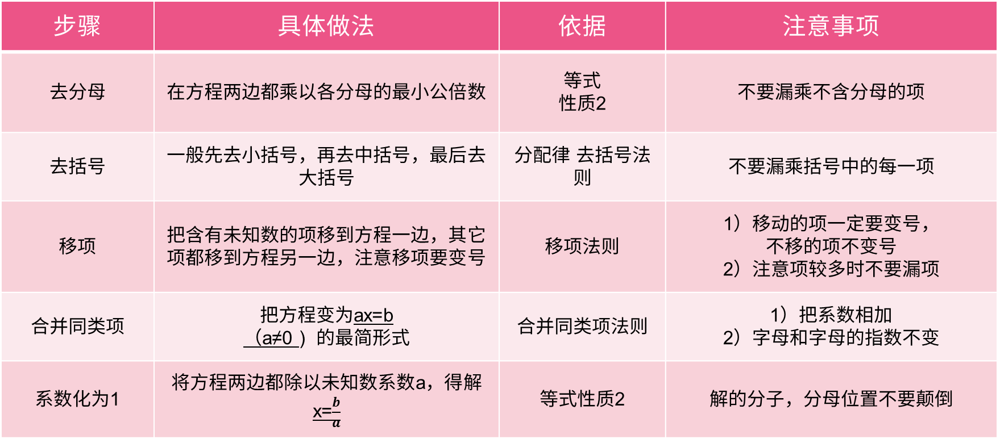 步骤
具体做法
依据
注意事项
去分母
在方程两边都乘以各分母的最小公倍数
等式
性质2
不要漏乘不含分母的项
去括号
一般先去小括号，再去中括号，最后去
大括号
分配律 去括号法
则
不要漏乘括号中的每一项
移项
把含有未知数的项移到方程一边，其它
项都移到方程另一边，注意移项要变号
移项法则
1）移动的项一定要变号，
不移的项不变号
2）注意项较多时不要漏项
合并同类项
把方程变为ax=b
（a≠0 ）的最简形式
合并同类项法则
1）把系数相加
2）字母和字母的指数不变
系数化为1
将方程两边都除以未知数系数a，得解
x=b/a
等式性质2
解的分子，分母位置不要颠倒